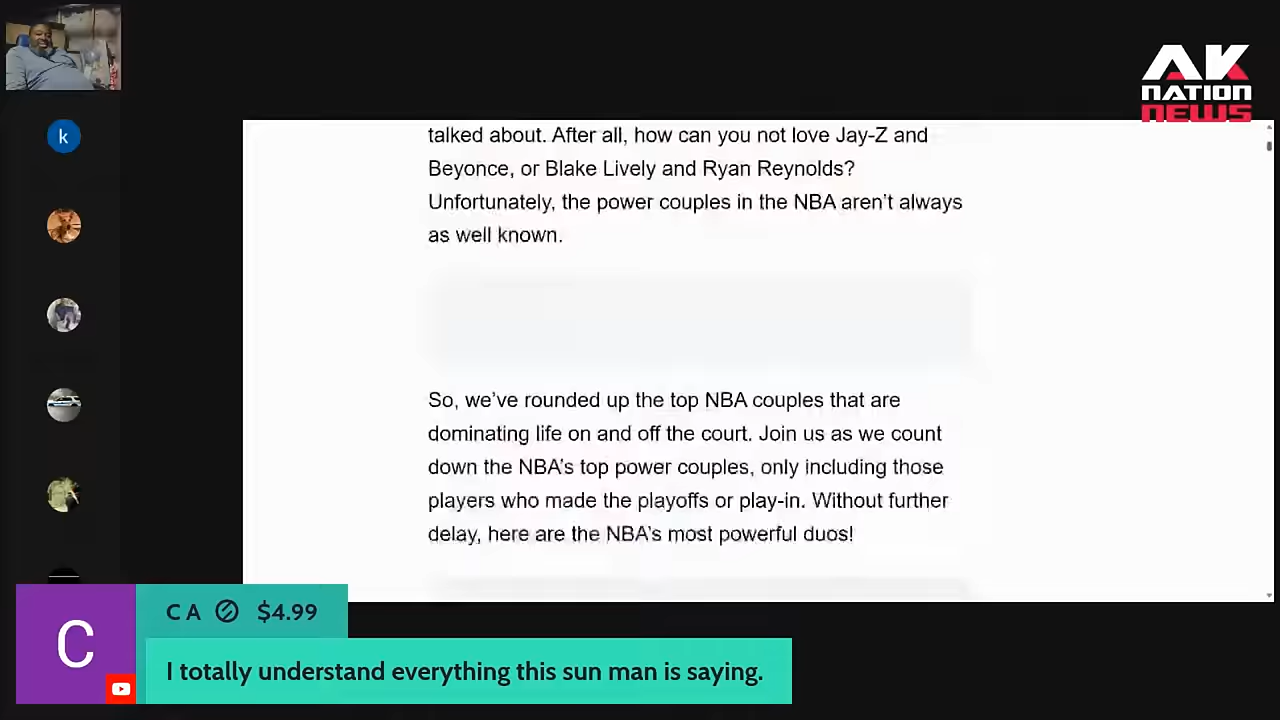 AK
NATION
NEWS
k
talked about. After all, how can you not love Jay-Z and
Beyonce, or Blake Lively and Ryan Reynolds?
Unfortunately, the power couples in the NBA aren’t always
as well known.
So, we’ve rounded up the top NBA couples that are
dominating life on and off the court. Join us as we count
down the NBA’s top power couples, only including those
players who made the playoffs or play-in. Without further
delay, here are the NBA’s most powerful duos!
C
C A $4.99
I totally understand everything this sun man is saying.